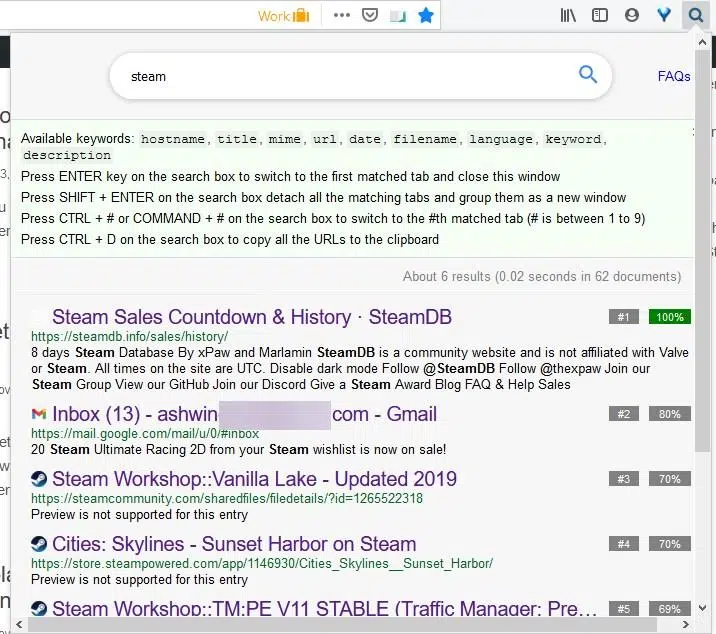 Work
steam
FAQs
Available keywords: hostname, title, mime, url, date, filename, language, keyword,
description
Press ENTER key on the search box to switch to the first matched tab and close this window
Press SHIFT + ENTER on the search box detach all the matching tabs and group them as a new window
Press CTRL + # or COMMAND + # on the search box to switch to the #th matched tab (# is between 1 to 9)
Press CTRL + D on the search box to copy all the URLs to the clipboard
About 6 results (0.02 seconds in 62 documents)
Steam Sales Countdown & History · SteamDB #1 100%
https://steamdb.info/sales/history/
8 days Steam Database By xPaw and Marlamin SteamDB is a community website and is not affiliated with Valve
or Steam. All times on the site are UTC. Disable dark mode Follow @SteamDB Follow @thexpaw Join our
Steam Group View our GitHub Join our Discord Give a Steam Award Blog FAQ & Help Sales
Inbox (13) - ashwin com - Gmail #2 80%
https://mail.google.com/mail/u/0/#inbox
20 Steam Ultimate Racing 2D from your Steam wishlist is now on sale!
Steam Workshop::Vanilla Lake - Updated 2019 #3 70%
https://steamcommunity.com/sharedfiles/filedetails/?id=1265522318
Preview is not supported for this entry
Cities: Skylines - Sunset Harbor on Steam #4 70%
https://store.steampowered.com/app/1146930/Cities_Skylines__Sunset_Harbor/
Preview is not supported for this entry
Steam Workshop::TM:PE V11 STABLE (Traffic Manager: Pre… #5 69%